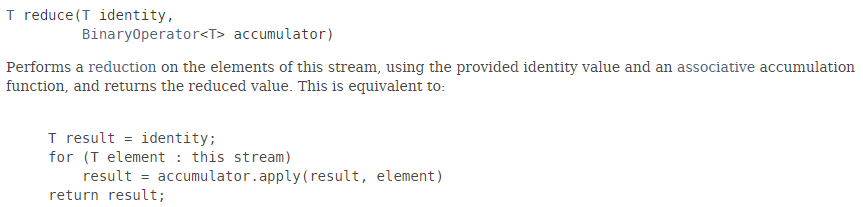 T reduce(T identity,
         BinaryOperator<T> accumulator)
Performs a reduction on the elements of this stream, using the provided identity value and an associative accumulation
function, and returns the reduced value. This is equivalent to:
     T result = identity;
     for (T element : this stream)
         result = accumulator.apply(result, element)
     return result;